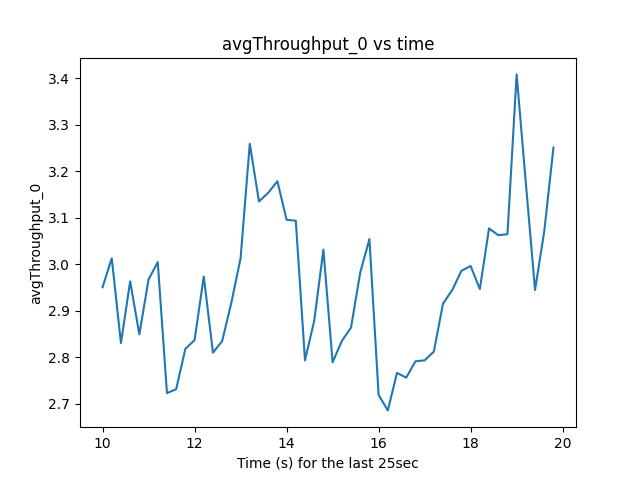 avgThroughput_0 vs time
avgThroughput_0
3.4
3.3
3.2
3.1
3.0
2.9
2.8
2.7
10 12 14 16 18 20
Time (s) for the last 25sec